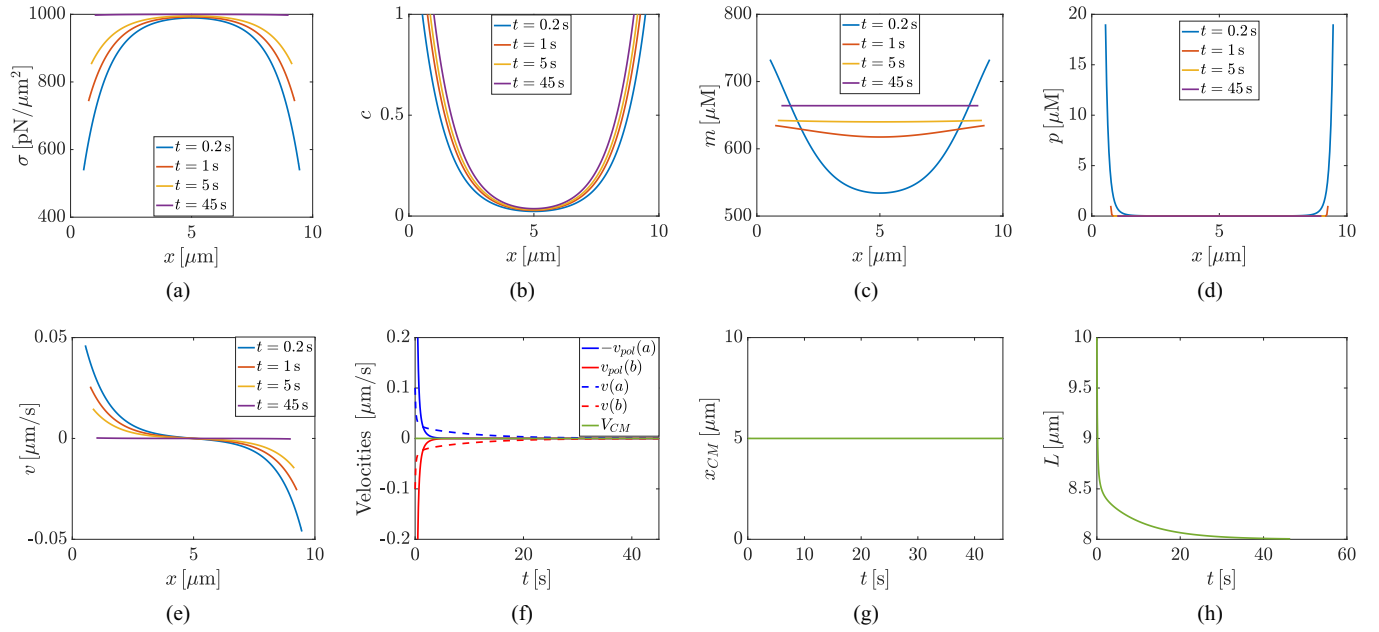 1000
800
600
400
σ [pN/μm²]
t = 0.2 s
t = 1 s
t = 5 s
t = 45 s
0 5 10
x [μm]
(a)
1
0.5
0
c
t = 0.2 s
t = 1 s
t = 5 s
t = 45 s
0 5 10
x [μm]
(b)
800
700
600
500
m [μM]
t = 0.2 s
t = 1 s
t = 5 s
t = 45 s
0 5 10
x [μm]
(c)
20
15
10
5
0
p [μM]
t = 0.2 s
t = 1 s
t = 5 s
t = 45 s
0 5 10
x [μm]
(d)
0.05
0
-0.05
v [μm/s]
t = 0.2 s
t = 1 s
t = 5 s
t = 45 s
0 5 10
x [μm]
(e)
0.2
0.1
0
-0.1
-0.2
Velocities [μm/s]
−v_pol(a)
v_pol(b)
v(a)
v(b)
V_CM
0 20 40
t [s]
(f)
10
5
0
x_CM [μm]
0 10 20 30 40
t [s]
(g)
10
9.5
9
8.5
8
L [μm]
0 20 40 60
t [s]
(h)